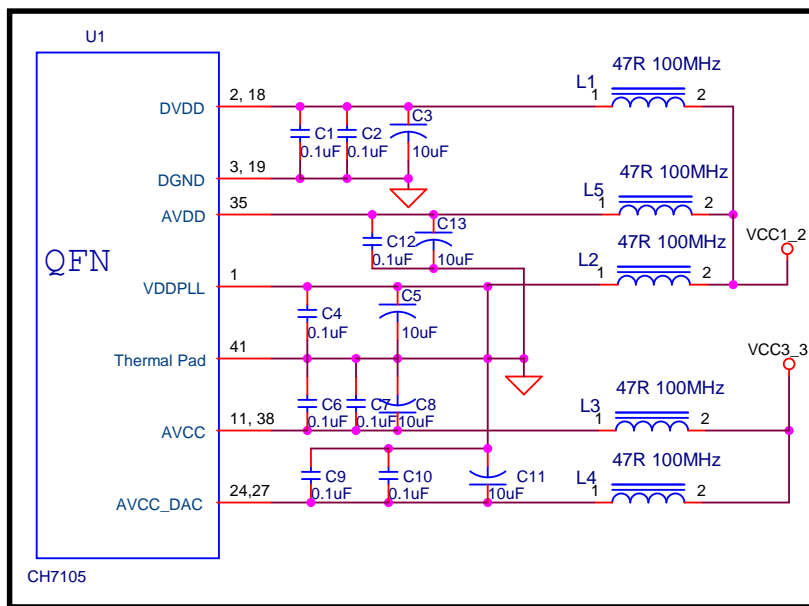 U1
47R 100MHz
L1
2, 18
DVDD
1
2
C3
C1
C2
0.1uF
0.1uF
10uF
3, 19
DGND
47R 100MHz
L5
35
AVDD
1
2
C13
C12
0.1uF
10uF
47R 100MHz
VCC1_2
QFN
L2
1
VDDPLL
1
2
C5
C4
0.1uF
10uF
VCC3_3
41
Thermal Pad
47R 100MHz
C6
C7
C8
0.1uF
0.1uF
10uF
L3
11, 38
AVCC
1
2
47R 100MHz
C9
C10
C11
0.1uF
0.1uF
10uF
L4
24,27
AVCC_DAC
1
2
CH7105